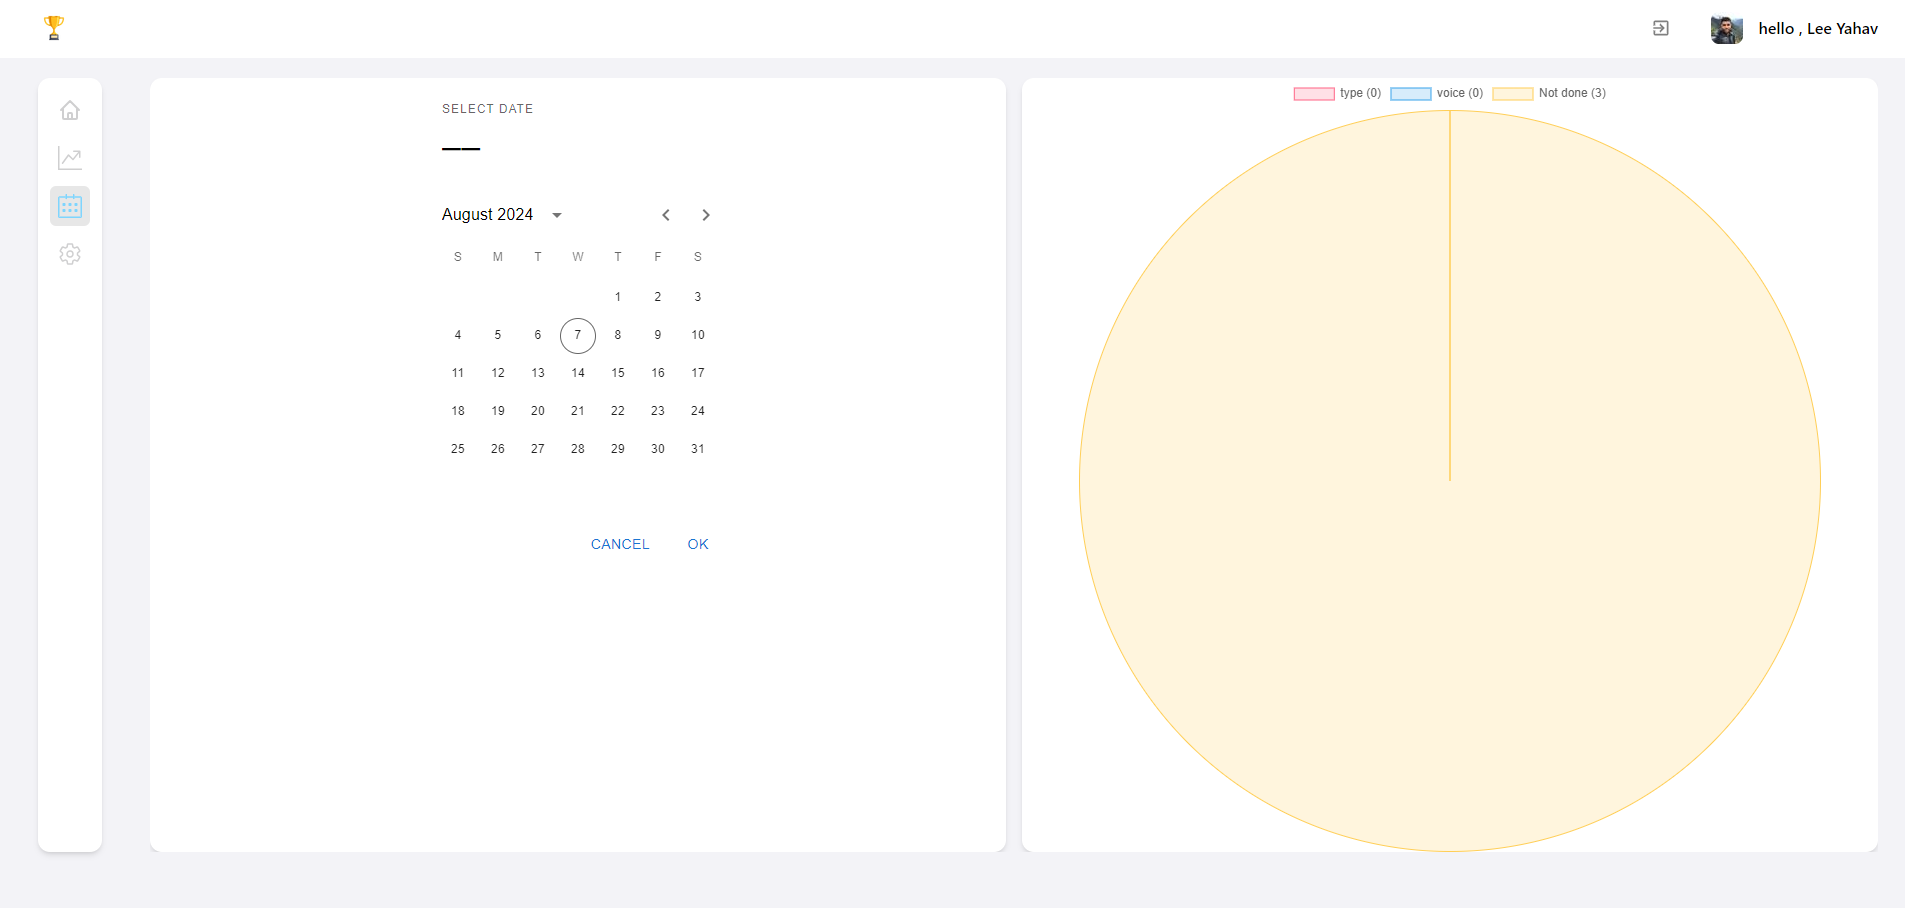 hello , Lee Yahav
SELECT DATE
––
August 2024
S M T W T F S
1 2 3
4 5 6 7 8 9 10
11 12 13 14 15 16 17
18 19 20 21 22 23 24
25 26 27 28 29 30 31
CANCEL OK
type (0) voice (0) Not done (3)